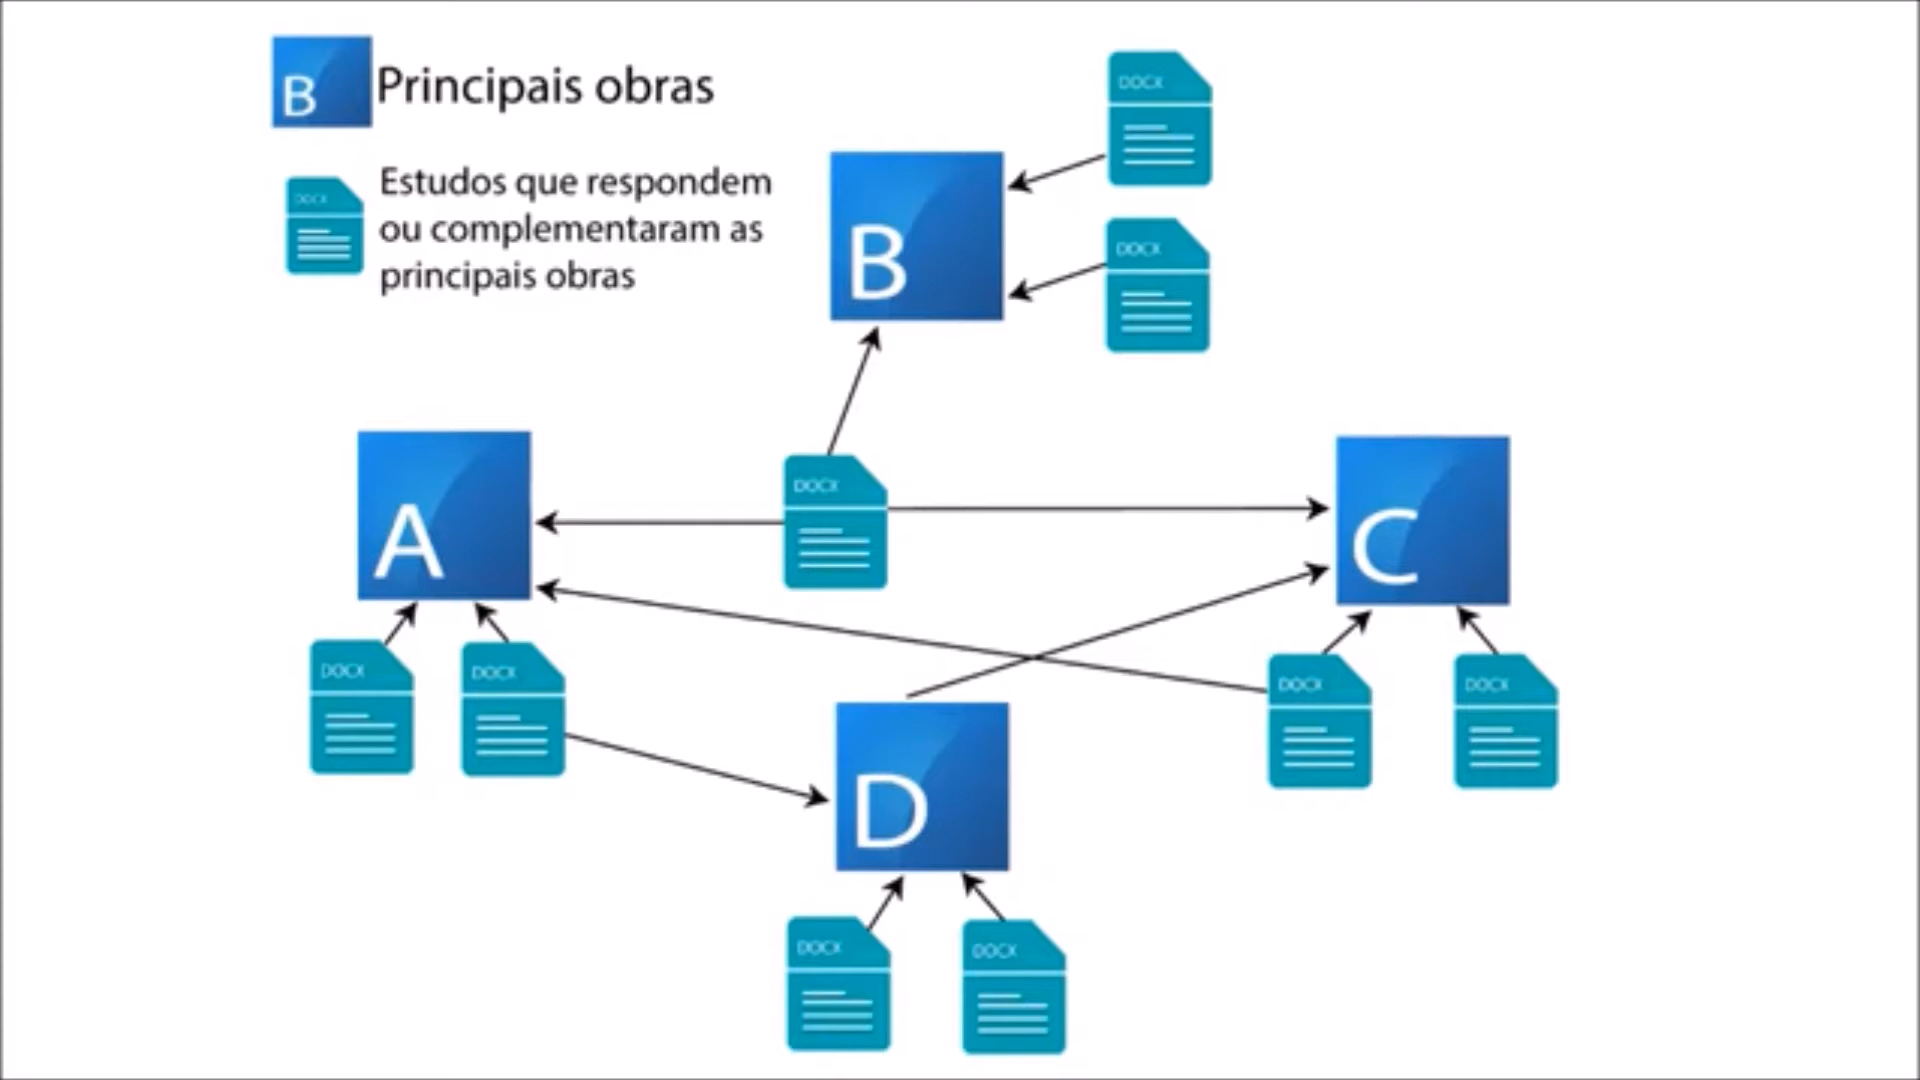 B
Principais obras
DOCX
Estudos que respondem
ou complementaram as
principais obras
DOCX
B
DOCX
A
DOCX
C
DOCX
DOCX
DOCX
DOCX
D
DOCX
DOCX